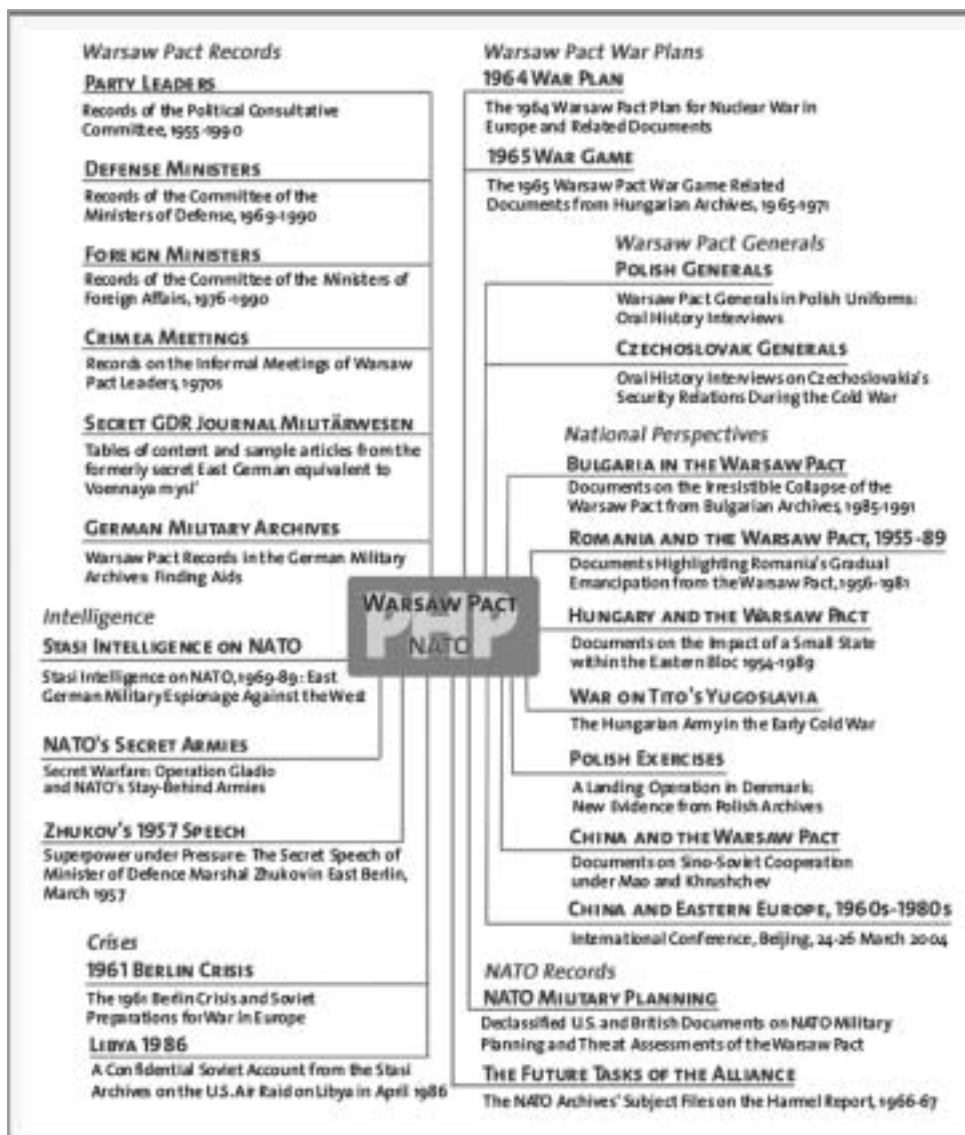 Warsaw Pact Records
PARTY LEADERS
Records of the Political Consultative
Committee, 1955-1990
DEFENSE MINISTERS
Records of the Committee of the
Ministers of Defense, 1969-1990
FOREIGN MINISTERS
Records of the Committee of the Ministers of
Foreign Affairs, 1976-1990
CRIMEA MEETINGS
Records on the Informal Meetings of Warsaw
Pact Leaders, 1970s
SECRET GDR JOURNAL MILITÄRWESEN
Tables of content and sample articles from the
formerly secret East German equivalent to
Voennaya mysl'
GERMAN MILITARY ARCHIVES
Warsaw Pact Records in the German Military
Archives: Finding Aids
Intelligence
STASI INTELLIGENCE ON NATO
Stasi Intelligence on NATO, 1969-89: East
German Military Espionage Against the West
NATO'S SECRET ARMIES
Secret Warfare: Operation Gladio
and NATO's Stay-Behind Armies
ZHUKOV'S 1957 SPEECH
Superpower under Pressure: The Secret Speech of
Minister of Defence Marshal Zhukov in East Berlin,
March 1957
Crises
1961 BERLIN CRISIS
The 1961 Berlin Crisis and Soviet
Preparations for War in Europe
LIBYA 1986
A Confidential Soviet Account from the Stasi
Archives on the U.S. Air Raid on Libya in April 1986
PHP
WARSAW PACT
NATO
Warsaw Pact War Plans
1964 WAR PLAN
The 1964 Warsaw Pact Plan for Nuclear War in
Europe and Related Documents
1965 WAR GAME
The 1965 Warsaw Pact War Game Related
Documents from Hungarian Archives, 1965-1971
Warsaw Pact Generals
POLISH GENERALS
Warsaw Pact Generals in Polish Uniforms:
Oral History Interviews
CZECHOSLOVAK GENERALS
Oral History Interviews on Czechoslovakia's
Security Relations During the Cold War
National Perspectives
BULGARIA IN THE WARSAW PACT
Documents on the Irresistible Collapse of the
Warsaw Pact from Bulgarian Archives, 1985-1991
ROMANIA AND THE WARSAW PACT, 1955-89
Documents Highlighting Romania's Gradual
Emancipation from the Warsaw Pact, 1956-1981
HUNGARY AND THE WARSAW PACT
Documents on the Impact of a Small State
within the Eastern Bloc 1954-1989
WAR ON TITO'S YUGOSLAVIA
The Hungarian Army in the Early Cold War
POLISH EXERCISES
A Landing Operation in Denmark:
New Evidence from Polish Archives
CHINA AND THE WARSAW PACT
Documents on Sino-Soviet Cooperation
under Mao and Khrushchev
CHINA AND EASTERN EUROPE, 1960s-1980s
International Conference, Beijing, 24-26 March 2004
NATO Records
NATO MILITARY PLANNING
Declassified U.S. and British Documents on NATO Military
Planning and Threat Assessments of the Warsaw Pact
THE FUTURE TASKS OF THE ALLIANCE
The NATO Archives' Subject Files on the Harmel Report, 1966-67